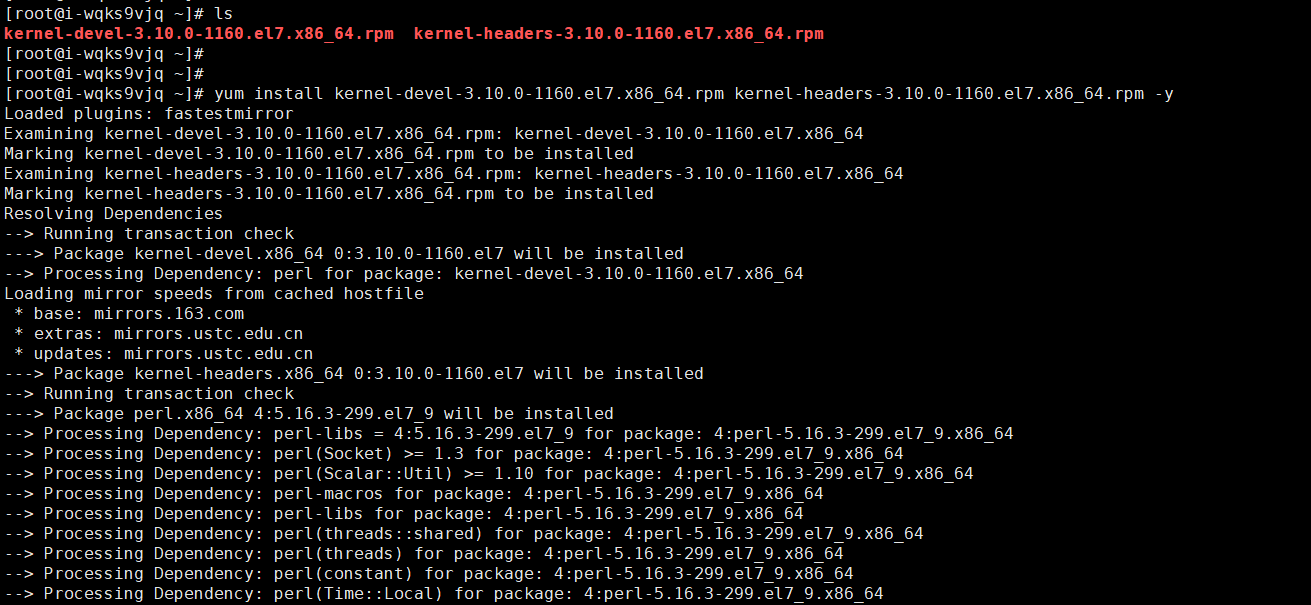 [root@i-wqks9vjq ~]# ls
kernel-devel-3.10.0-1160.el7.x86_64.rpm  kernel-headers-3.10.0-1160.el7.x86_64.rpm
[root@i-wqks9vjq ~]#
[root@i-wqks9vjq ~]#
[root@i-wqks9vjq ~]# yum install kernel-devel-3.10.0-1160.el7.x86_64.rpm kernel-headers-3.10.0-1160.el7.x86_64.rpm -y
Loaded plugins: fastestmirror
Examining kernel-devel-3.10.0-1160.el7.x86_64.rpm: kernel-devel-3.10.0-1160.el7.x86_64
Marking kernel-devel-3.10.0-1160.el7.x86_64.rpm to be installed
Examining kernel-headers-3.10.0-1160.el7.x86_64.rpm: kernel-headers-3.10.0-1160.el7.x86_64
Marking kernel-headers-3.10.0-1160.el7.x86_64.rpm to be installed
Resolving Dependencies
--> Running transaction check
---> Package kernel-devel.x86_64 0:3.10.0-1160.el7 will be installed
--> Processing Dependency: perl for package: kernel-devel-3.10.0-1160.el7.x86_64
Loading mirror speeds from cached hostfile
 * base: mirrors.163.com
 * extras: mirrors.ustc.edu.cn
 * updates: mirrors.ustc.edu.cn
---> Package kernel-headers.x86_64 0:3.10.0-1160.el7 will be installed
--> Running transaction check
---> Package perl.x86_64 4:5.16.3-299.el7_9 will be installed
--> Processing Dependency: perl-libs = 4:5.16.3-299.el7_9 for package: 4:perl-5.16.3-299.el7_9.x86_64
--> Processing Dependency: perl(Socket) >= 1.3 for package: 4:perl-5.16.3-299.el7_9.x86_64
--> Processing Dependency: perl(Scalar::Util) >= 1.10 for package: 4:perl-5.16.3-299.el7_9.x86_64
--> Processing Dependency: perl-macros for package: 4:perl-5.16.3-299.el7_9.x86_64
--> Processing Dependency: perl-libs for package: 4:perl-5.16.3-299.el7_9.x86_64
--> Processing Dependency: perl(threads::shared) for package: 4:perl-5.16.3-299.el7_9.x86_64
--> Processing Dependency: perl(threads) for package: 4:perl-5.16.3-299.el7_9.x86_64
--> Processing Dependency: perl(constant) for package: 4:perl-5.16.3-299.el7_9.x86_64
--> Processing Dependency: perl(Time::Local) for package: 4:perl-5.16.3-299.el7_9.x86_64